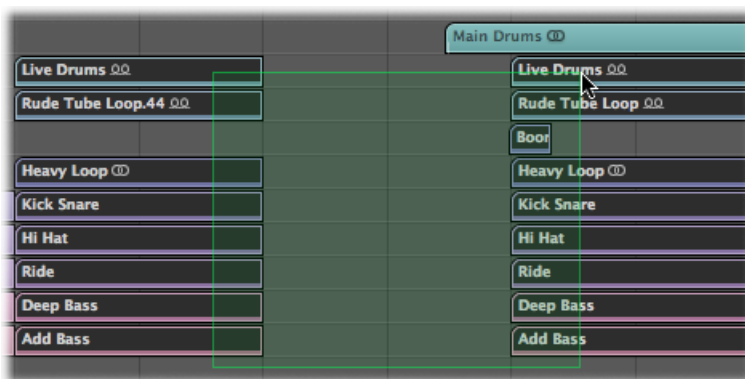 Main Drums
Live Drums Live Drums
Rude Tube Loop.44 Rude Tube Loop
Boor
Heavy Loop Heavy Loop
Kick Snare Kick Snare
Hi Hat Hi Hat
Ride Ride
Deep Bass Deep Bass
Add Bass Add Bass